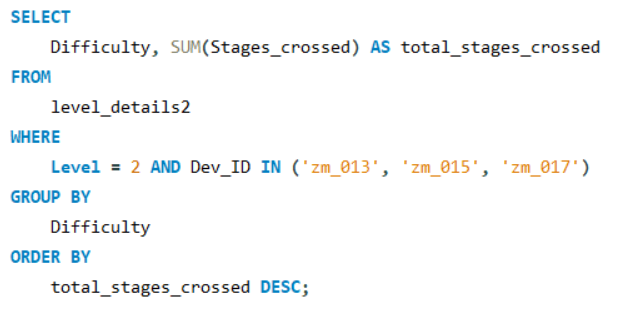 SELECT
Difficulty, SUM(Stages_crossed) AS total_stages_crossed
FROM
level_details2
WHERE
Level = 2 AND Dev_ID IN ('zm_013', 'zm_015', 'zm_017')
GROUP BY
Difficulty
ORDER BY
total_stages_crossed DESC;